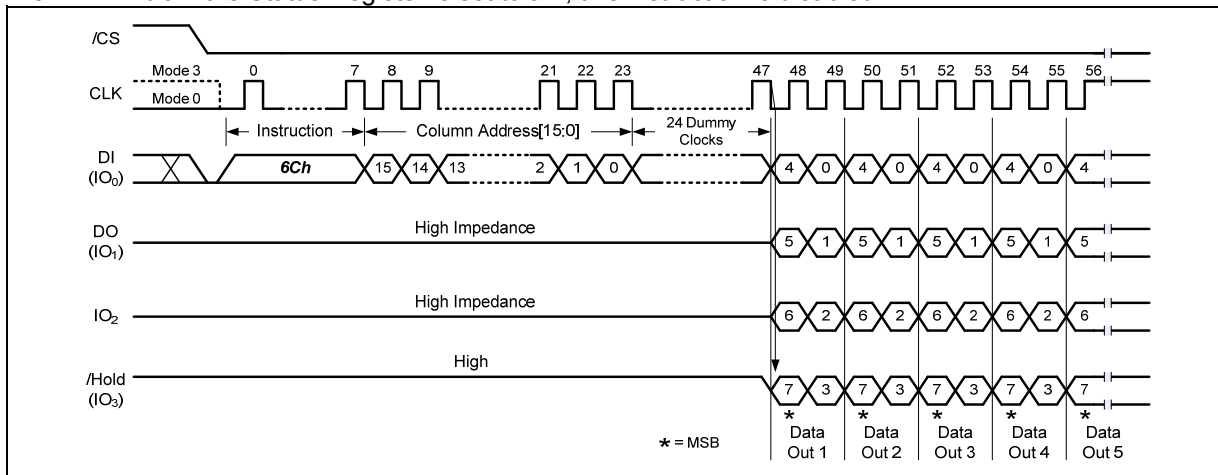 /CS
Mode 3
0 7 8 9 21 22 23 47 48 49 50 51 52 53 54 55 56
CLK
Mode 0
Instruction
Column Address[15:0]
24 Dummy
Clocks
DI
(IO0)
6Ch
15 14 13 2 1 0
4 0 4 0 4 0 4 0 4
High Impedance
DO
(IO1)
5 1 5 1 5 1 5 1 5
High Impedance
IO2
6 2 6 2 6 2 6 2 6
High
/Hold
(IO3)
7 3 7 3 7 3 7 3 7
* * * * *
* = MSB
Data Data Data Data Data
Out 1 Out 2 Out 3 Out 4 Out 5